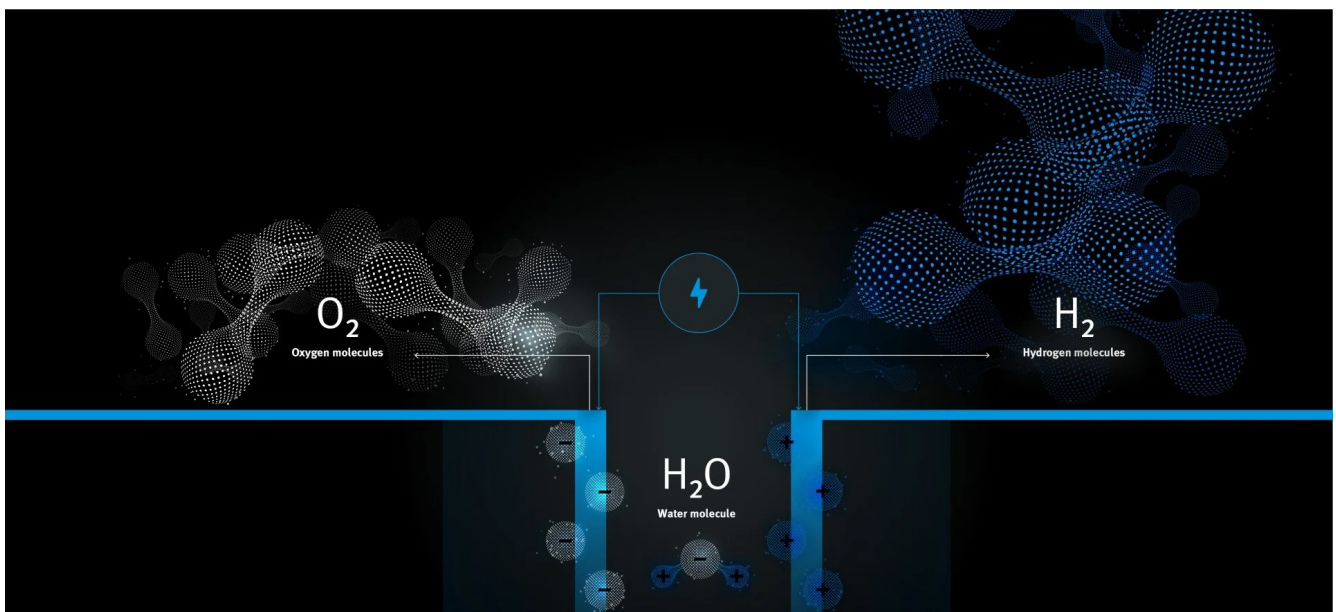 O₂
Oxygen molecules
H₂
Hydrogen molecules
H₂O
Water molecule